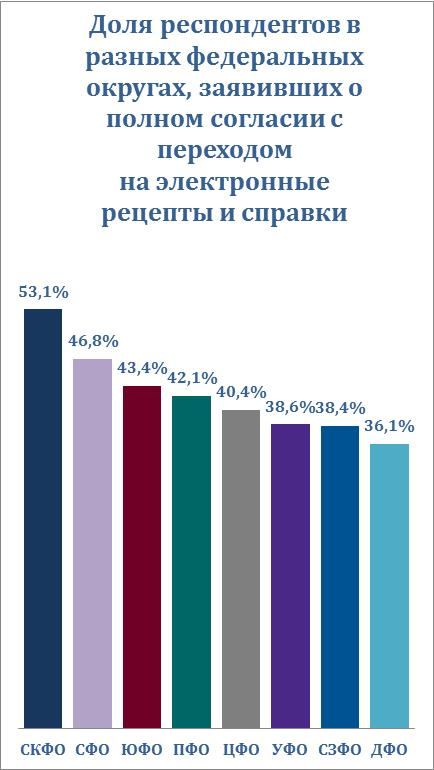 Доля респондентов в
разных федеральных
округах, заявивших о
полном согласии с
переходом
на электронные
рецепты и справки
53,1%
46,8%
43,4%
42,1%
40,4%
38,6%
38,4%
36,1%
СКФО СФО ЮФО ПФО ЦФО УФО СЗФО ДФО